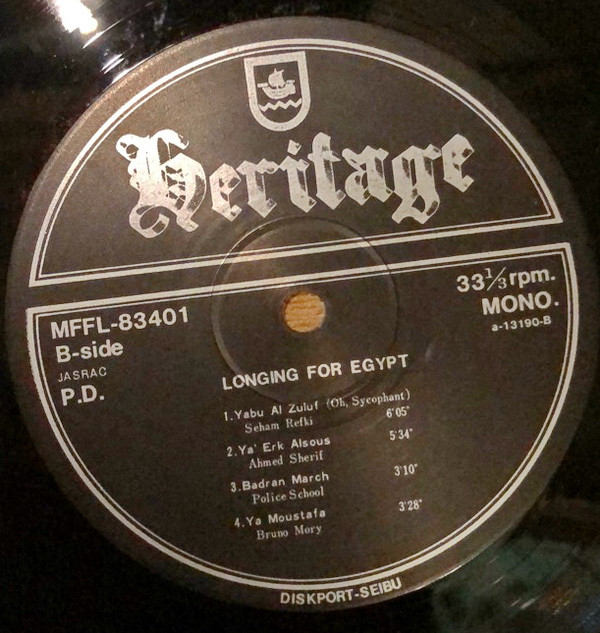 Heritage
MFFL-83401
B-side
JASRAC
P.D.
33⅓rpm.
MONO.
a-13190-B
LONGING FOR EGYPT
1.Yabu Al Zuluf (Oh, Sycophant)
Seham Refki 6'05"
2.Ya' Erk Alsous 5'34"
Ahmed Sherif
3.Badran March 3'10"
Police School
4.Ya Moustafa 3'28"
Bruno Mory
DISKPORT-SEIBU